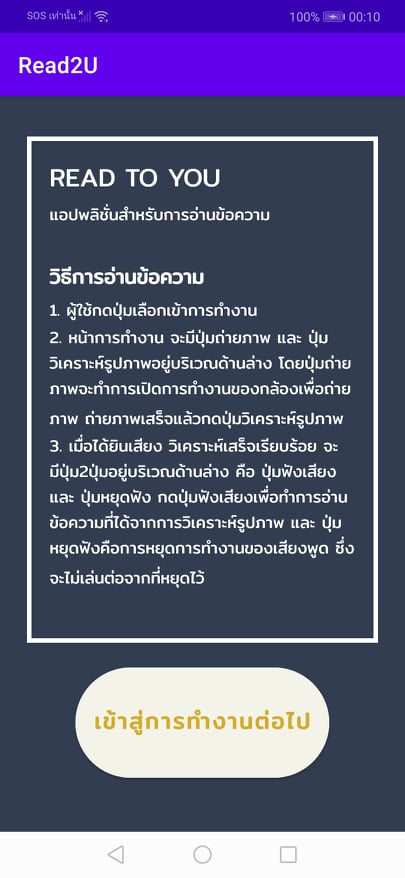 SOS เท่านั้น
100% 00:10
Read2U
READ TO YOU
แอปพลิชั่นสำหรับการอ่านข้อความ
วิธีการอ่านข้อความ
1. ผู้ใช้กดปุ่มเลือกเข้าการทำงาน
2. หน้าการทำงาน จะมีปุ่มถ่ายภาพ และ ปุ่ม
วิเคราะห์รูปภาพอยู่บริเวณด้านล่าง โดยปุ่มถ่าย
ภาพจะทำการเปิดการทำงานของกล้องเพื่อถ่าย
ภาพ ถ่ายภาพเสร็จแล้วกดปุ่มวิเคราะห์รูปภาพ
3. เมื่อได้ยินเสียง วิเคราะห์เสร็จเรียบร้อย จะ
มีปุ่ม2ปุ่มอยู่บริเวณด้านล่าง คือ ปุ่มฟังเสียง
และ ปุ่มหยุดฟัง กดปุ่มฟังเสียงเพื่อทำการอ่าน
ข้อความที่ได้จากการวิเคราะห์รูปภาพ และ ปุ่ม
หยุดฟังคือการหยุดการทำงานของเสียงพูด ซึ่ง
จะไม่เล่นต่อจากที่หยุดไว้
เข้าสู่การทำงานต่อไป